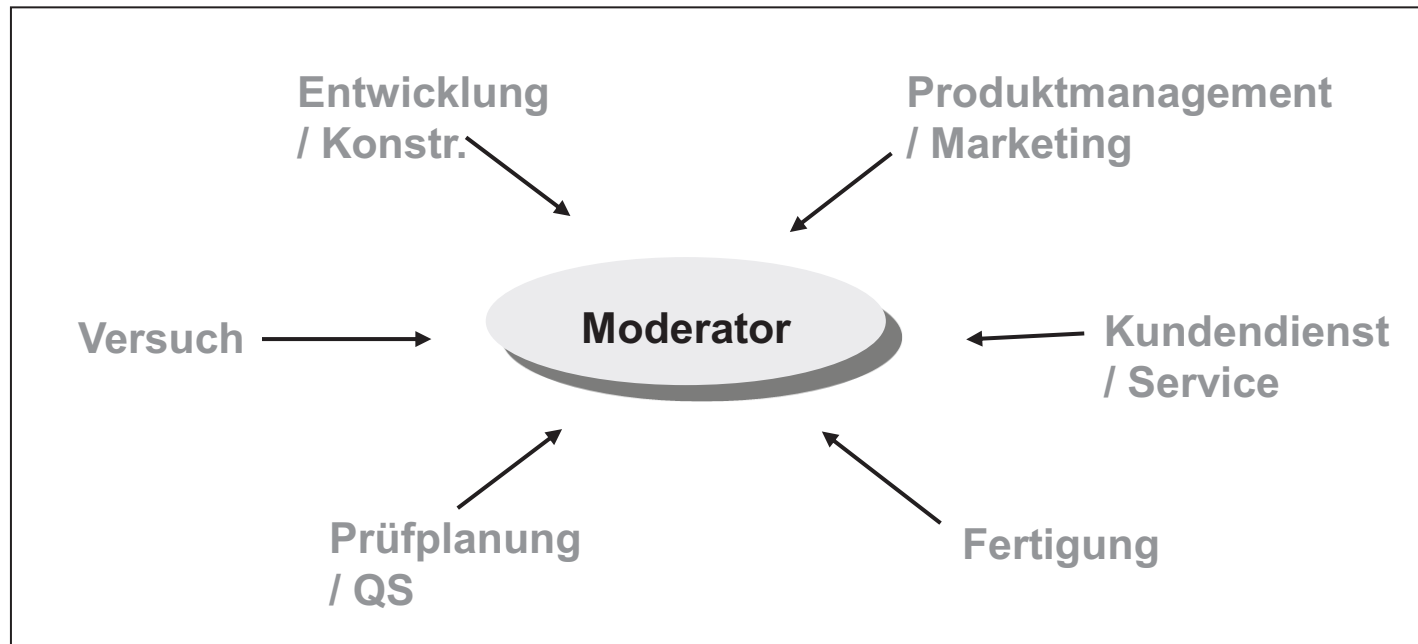 Entwicklung
/ Konstr.
Produktmanagement
/ Marketing
Versuch
Moderator
Kundendienst
/ Service
Prüfplanung
/ QS
Fertigung